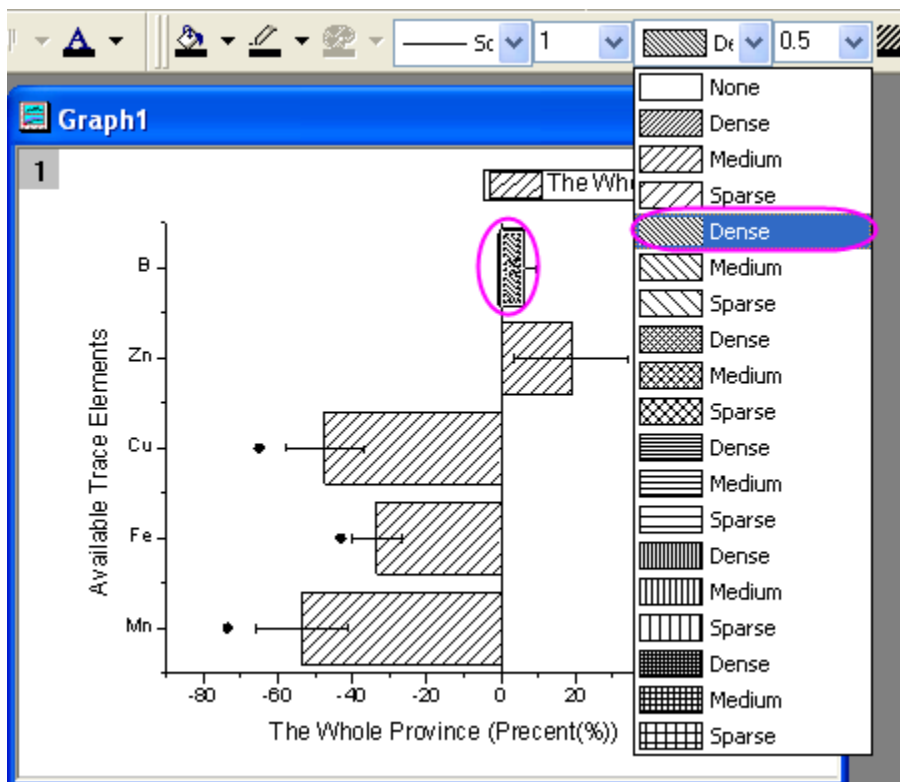 A
Sc
1
De
0.5
Graph1
1
The Wh
B
Zn
Cu
Fe
Mn
Available Trace Elements
-80 -60 -40 -20 0 20
The Whole Province (Precent(%))
None
Dense
Medium
Sparse
Dense
Medium
Sparse
Dense
Medium
Sparse
Dense
Medium
Sparse
Dense
Medium
Sparse
Dense
Medium
Sparse